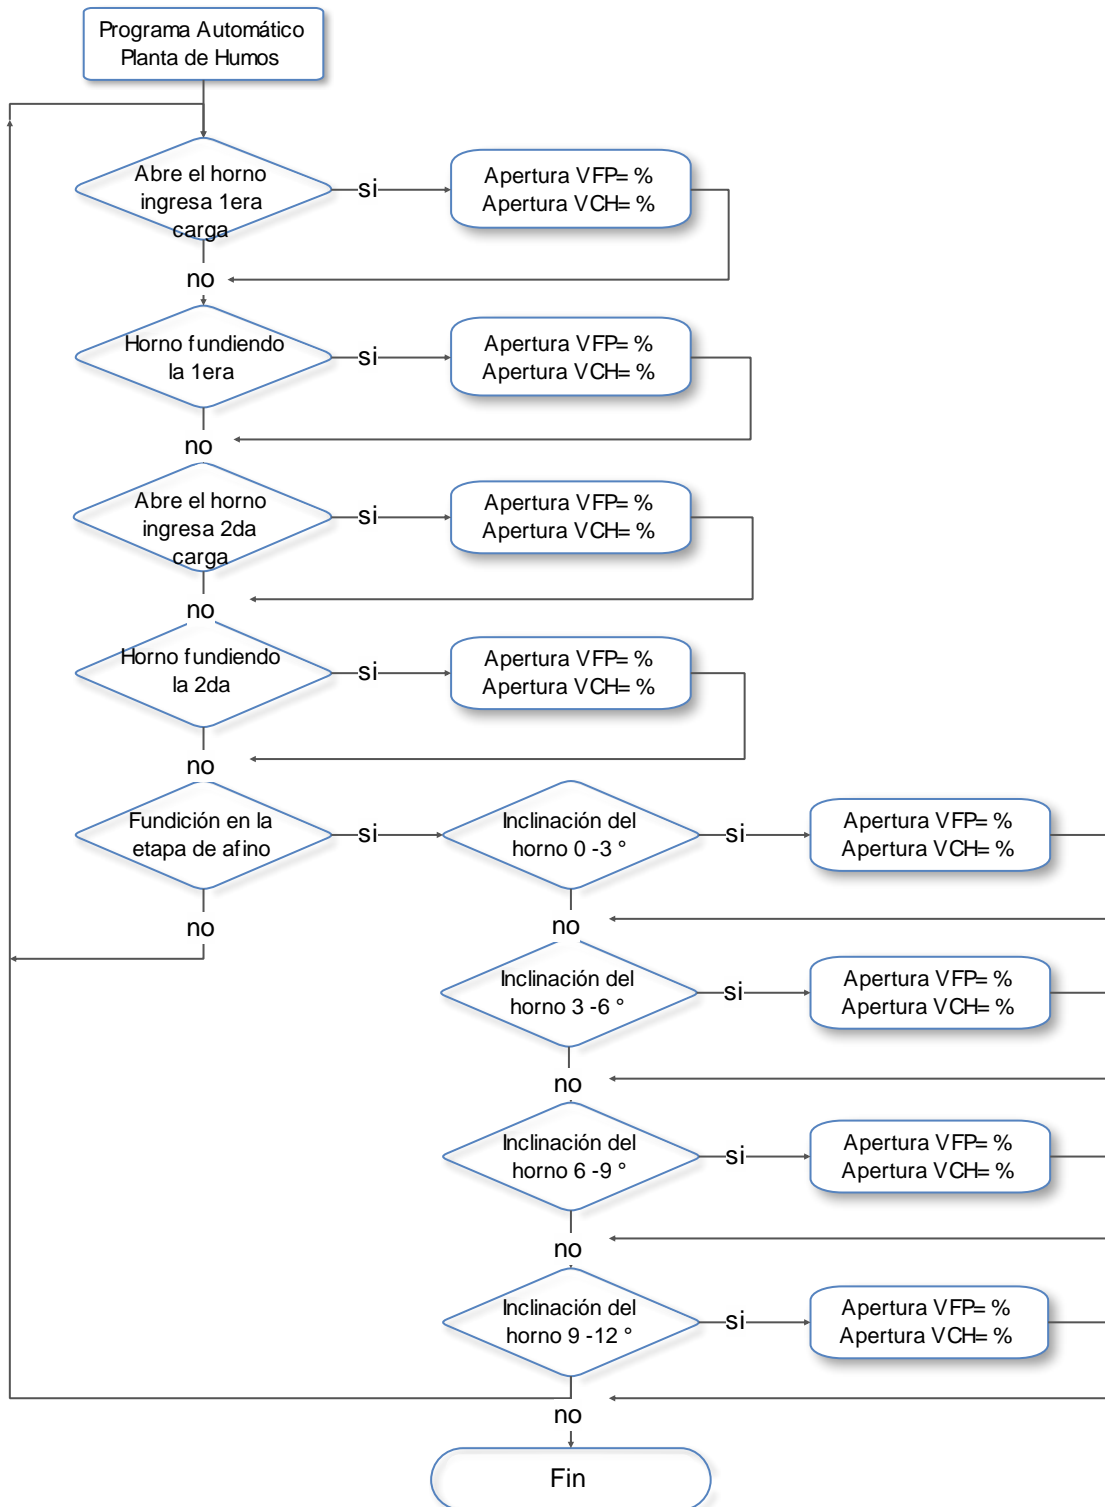 Programa Automático
Planta de Humos
Abre el horno
ingresa 1era
carga
si
Apertura VFP= %
Apertura VCH= %
no
Horno fundiendo
la 1era
si
Apertura VFP= %
Apertura VCH= %
no
Abre el horno
ingresa 2da
carga
si
Apertura VFP= %
Apertura VCH= %
no
Horno fundiendo
la 2da
si
Apertura VFP= %
Apertura VCH= %
no
Fundición en la
etapa de afino
si
Inclinación del
horno 0 -3 °
si
Apertura VFP= %
Apertura VCH= %
no
no
Inclinación del
horno 3 -6 °
si
Apertura VFP= %
Apertura VCH= %
no
Inclinación del
horno 6 -9 °
si
Apertura VFP= %
Apertura VCH= %
no
Inclinación del
horno 9 -12 °
si
Apertura VFP= %
Apertura VCH= %
no
Fin